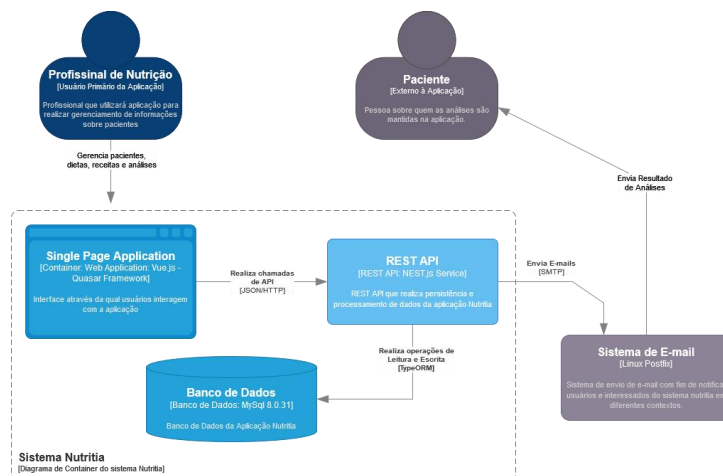 Profissinal de Nutrição
[Usuário Primário da Aplicação]
Profissional que utilizará aplicação para
realizar gerenciamento de informações
sobre pacientes
Paciente
[Externo à Aplicação]
Pessoa sobre quem as análises são
mantidas na aplicação.
Gerencia pacientes,
dietas, receitas e análises
Envia Resultado
de Análises
Single Page Application
[Container: Web Application: Vue.js -
Quasar Framework]
Interface através da qual usuários interagem
com a aplicação
Realiza chamadas
de API
[JSON/HTTP]
REST API
[REST API: NEST.js Service]
REST API que realiza persistência e
processamento de dados da aplicação Nutritia
Envia E-mails
[SMTP]
Realiza operações de
Leitura e Escrita
[TypeORM]
Sistema de E-mail
[Linux Postfix]
Sistema de envio de e-mail com fim de notifica
usuários e interessados do sistema nutritia em
diferentes contextos.
Banco de Dados
[Banco de Dados: MySql 8.0.31]
Banco de Dados da Aplicação Nutritia
Sistema Nutritia
[Diagrama de Container do sistema Nutritia]